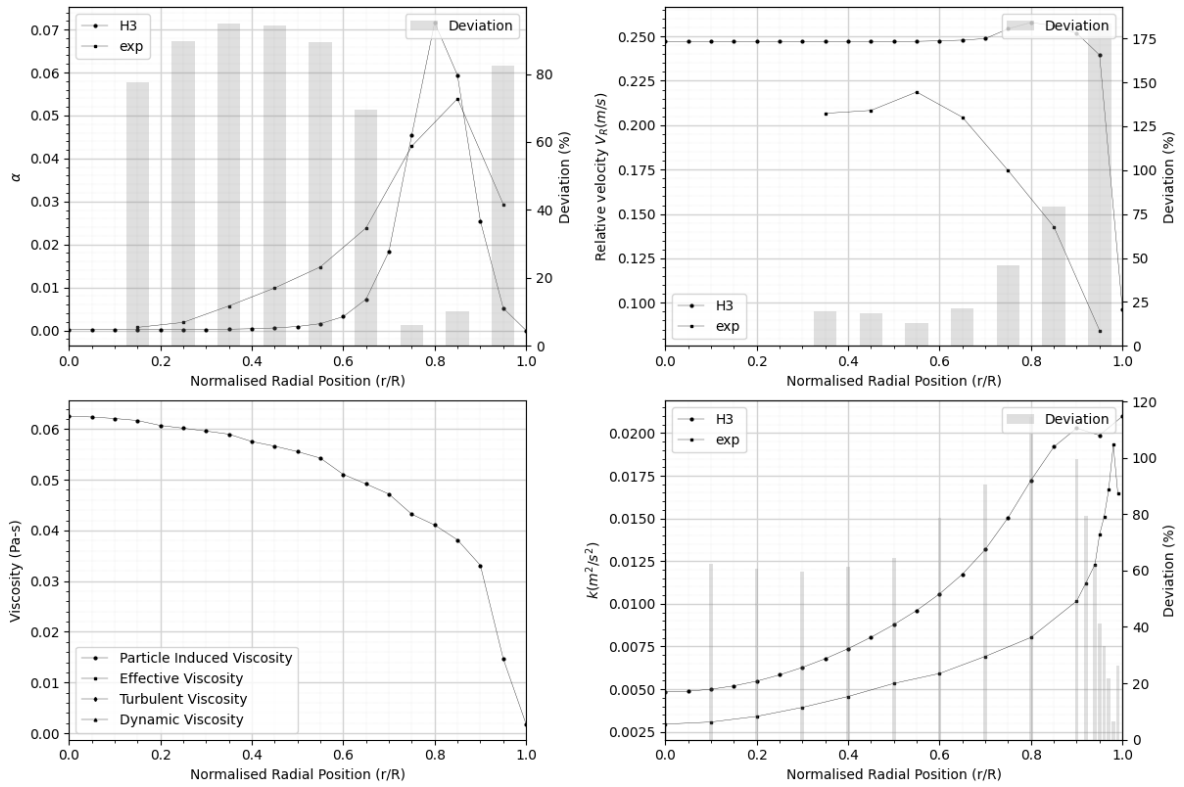 H3
exp
Deviation
0.07
0.06
0.05
0.04
0.03
0.02
0.01
0.00
α
80
60
40
20
0
Deviation (%)
0.0 0.2 0.4 0.6 0.8 1.0
Normalised Radial Position (r/R)
Deviation
H3
exp
0.250
0.225
0.200
0.175
0.150
0.125
0.100
Relative velocity V_R(m/s)
175
150
125
100
75
50
25
0
Deviation (%)
0.0 0.2 0.4 0.6 0.8 1.0
Normalised Radial Position (r/R)
0.06
0.05
0.04
0.03
0.02
0.01
0.00
Viscosity (Pa-s)
Particle Induced Viscosity
Effective Viscosity
Turbulent Viscosity
Dynamic Viscosity
0.0 0.2 0.4 0.6 0.8 1.0
Normalised Radial Position (r/R)
H3
exp
Deviation
0.0200
0.0175
0.0150
0.0125
0.0100
0.0075
0.0050
0.0025
k(m²/s²)
120
100
80
60
40
20
0
Deviation (%)
0.0 0.2 0.4 0.6 0.8 1.0
Normalised Radial Position (r/R)